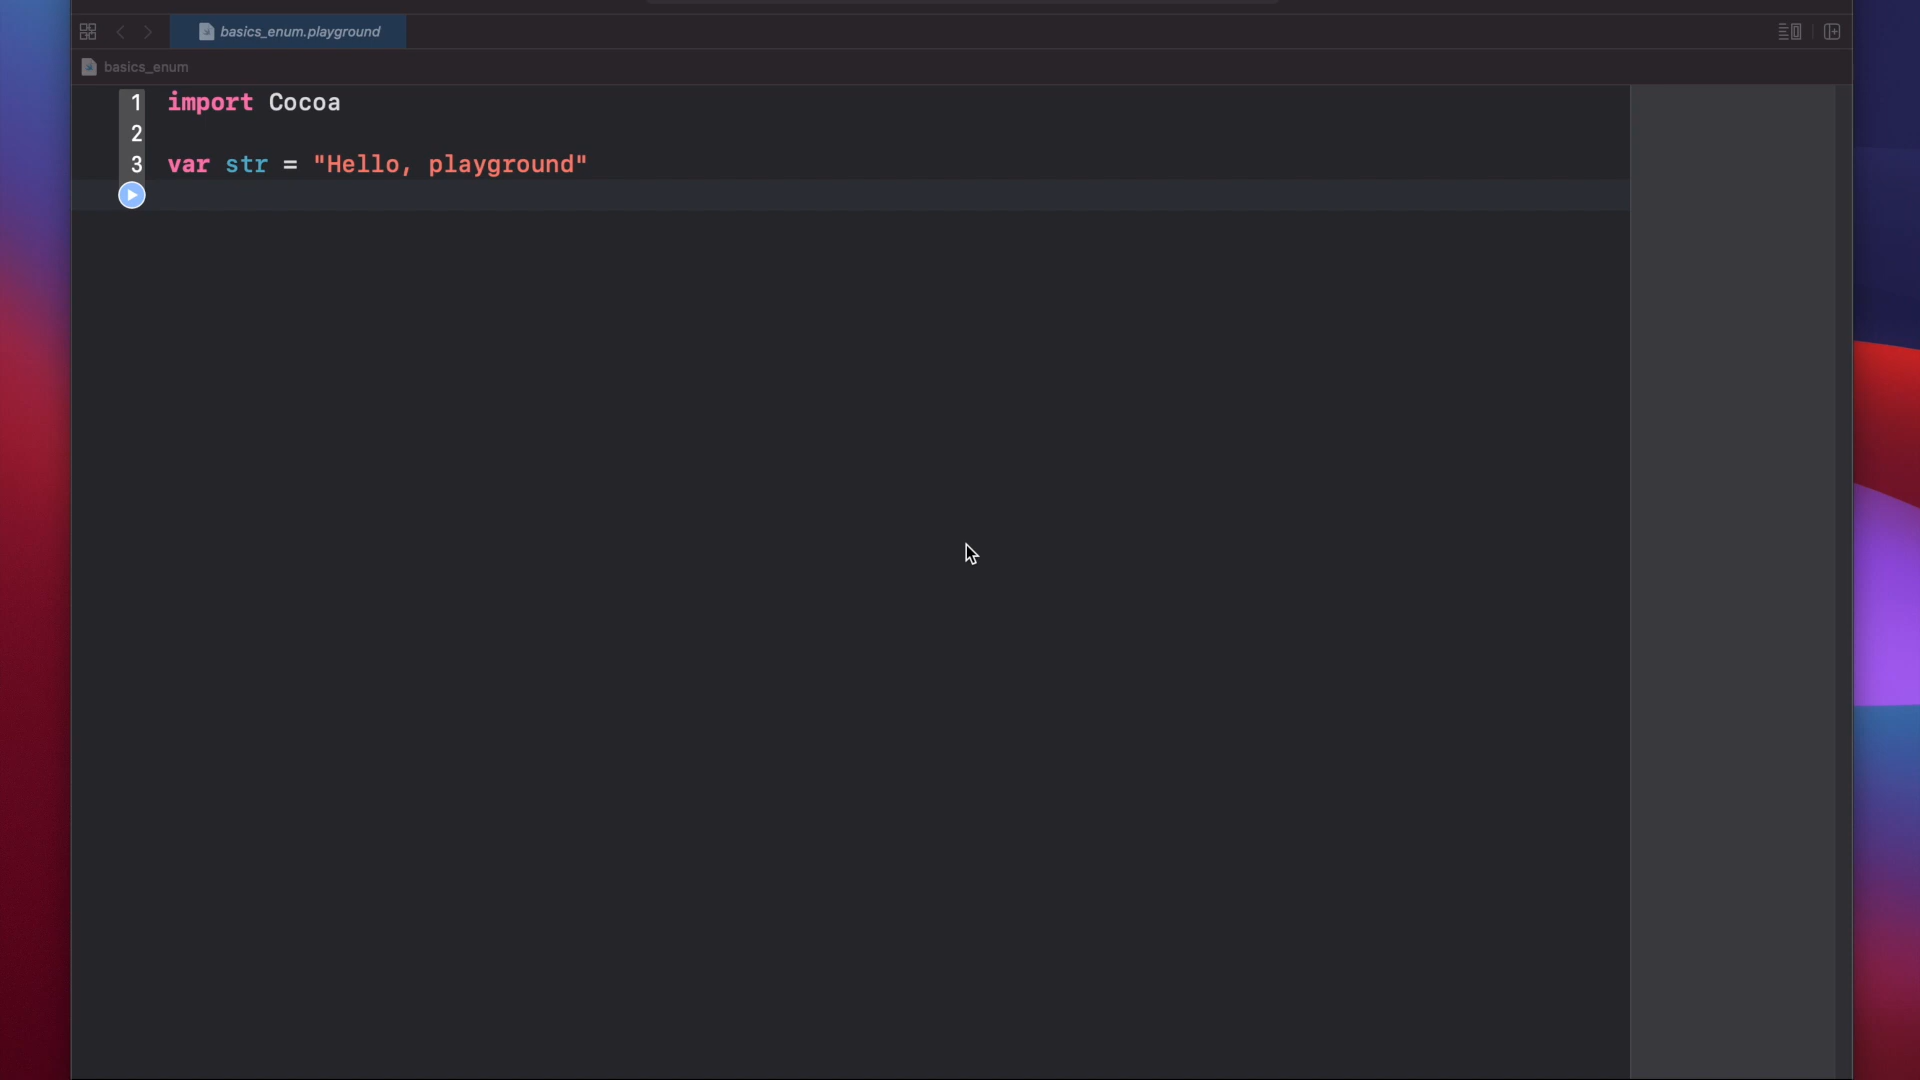 basics_enum.playground
basics_enum
1 import Cocoa
2
3 var str = "Hello, playground"